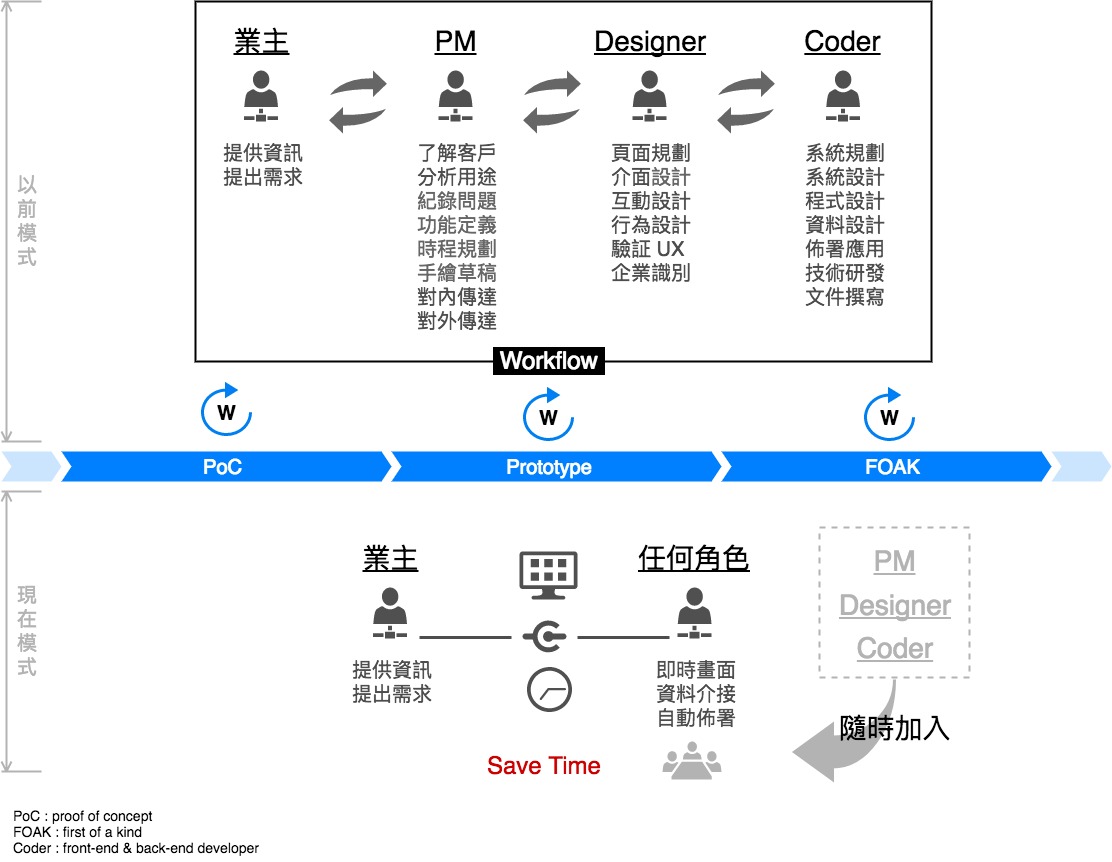 業主
PM
Designer
Coder
提供資訊
提出需求
了解客戶
分析用途
紀錄問題
功能定義
時程規劃
手繪草稿
對內傳達
對外傳達
頁面規劃
介面設計
互動設計
行為設計
驗証 UX
企業識別
系統規劃
系統設計
程式設計
資料設計
佈署應用
技術研發
文件撰寫
以前模式
Workflow
W
W
W
PoC
Prototype
FOAK
現在模式
業主
提供資訊
提出需求
Save Time
任何角色
即時畫面
資料介接
自動佈署
PM
Designer
Coder
隨時加入
PoC : proof of concept
FOAK : first of a kind
Coder : front-end & back-end developer